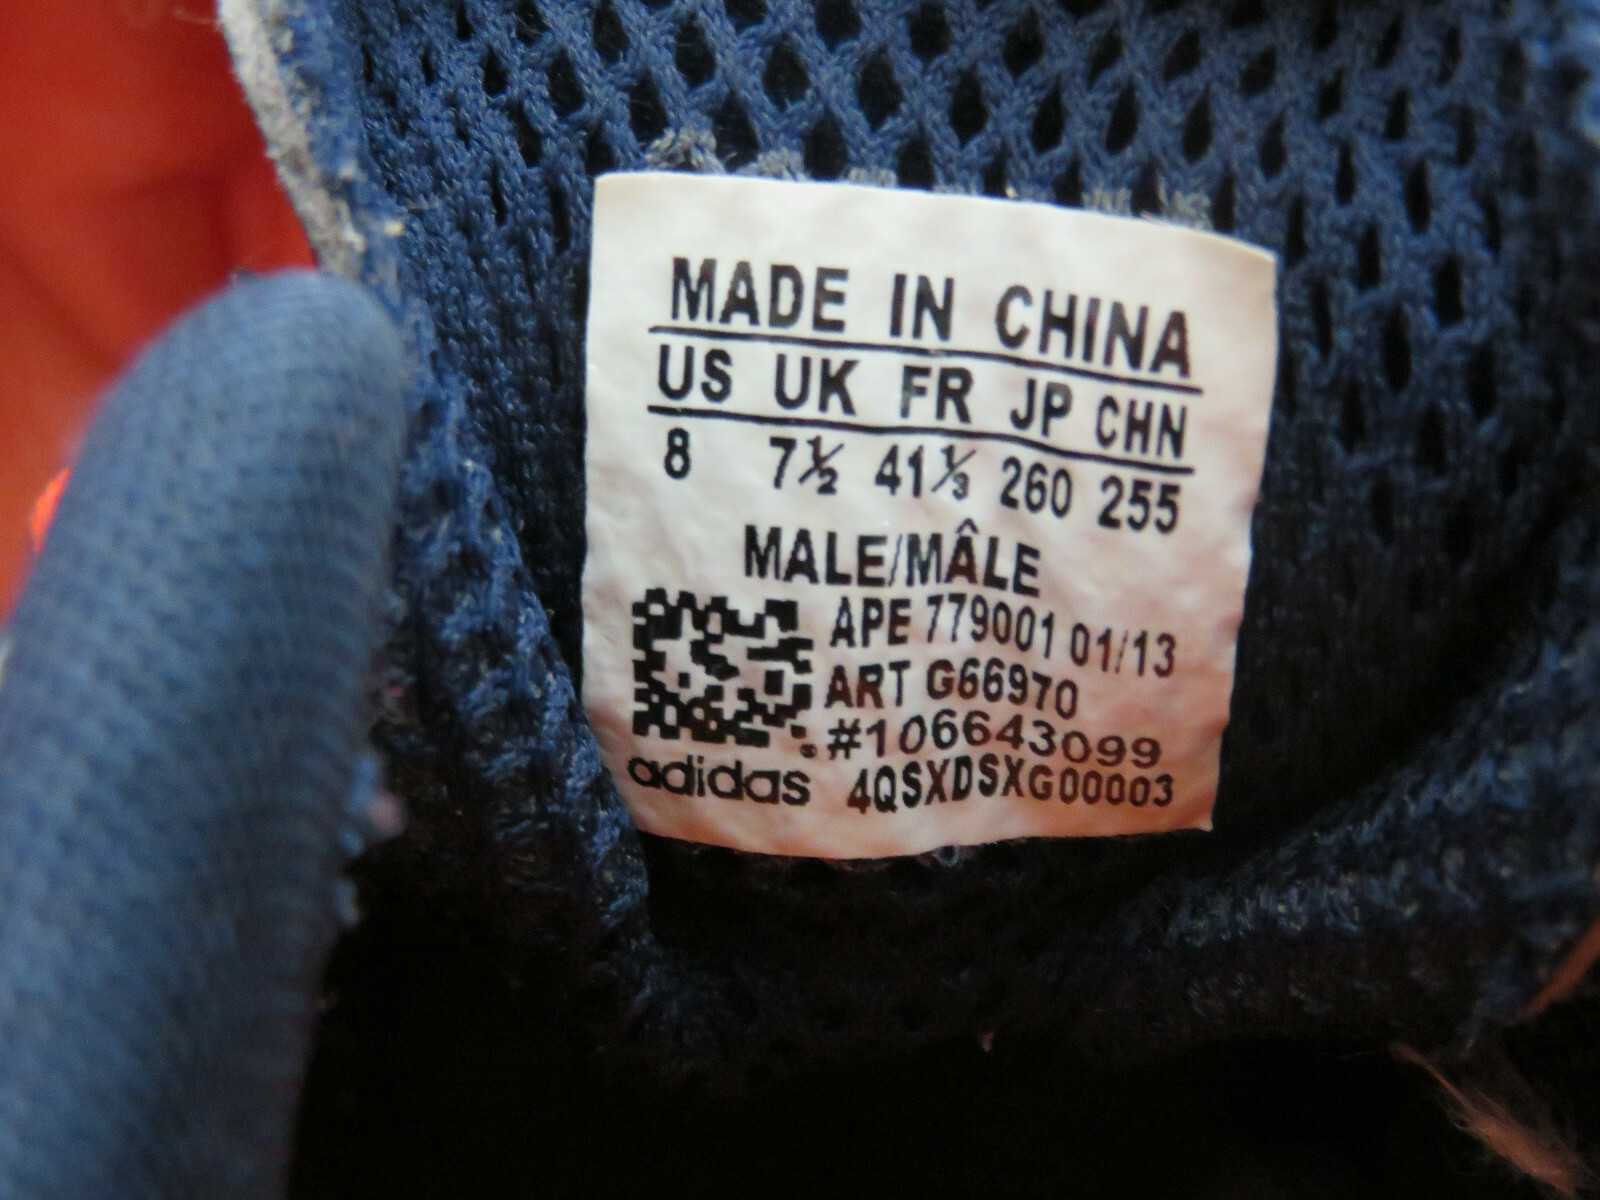 MADE IN CHINA
US UK FR JP CHN
8 7½ 41⅓ 260 255
MALE/MÂLE
APE 779001 01/13
ART G66970
#106643099
adidas 4QSXDSXG00003